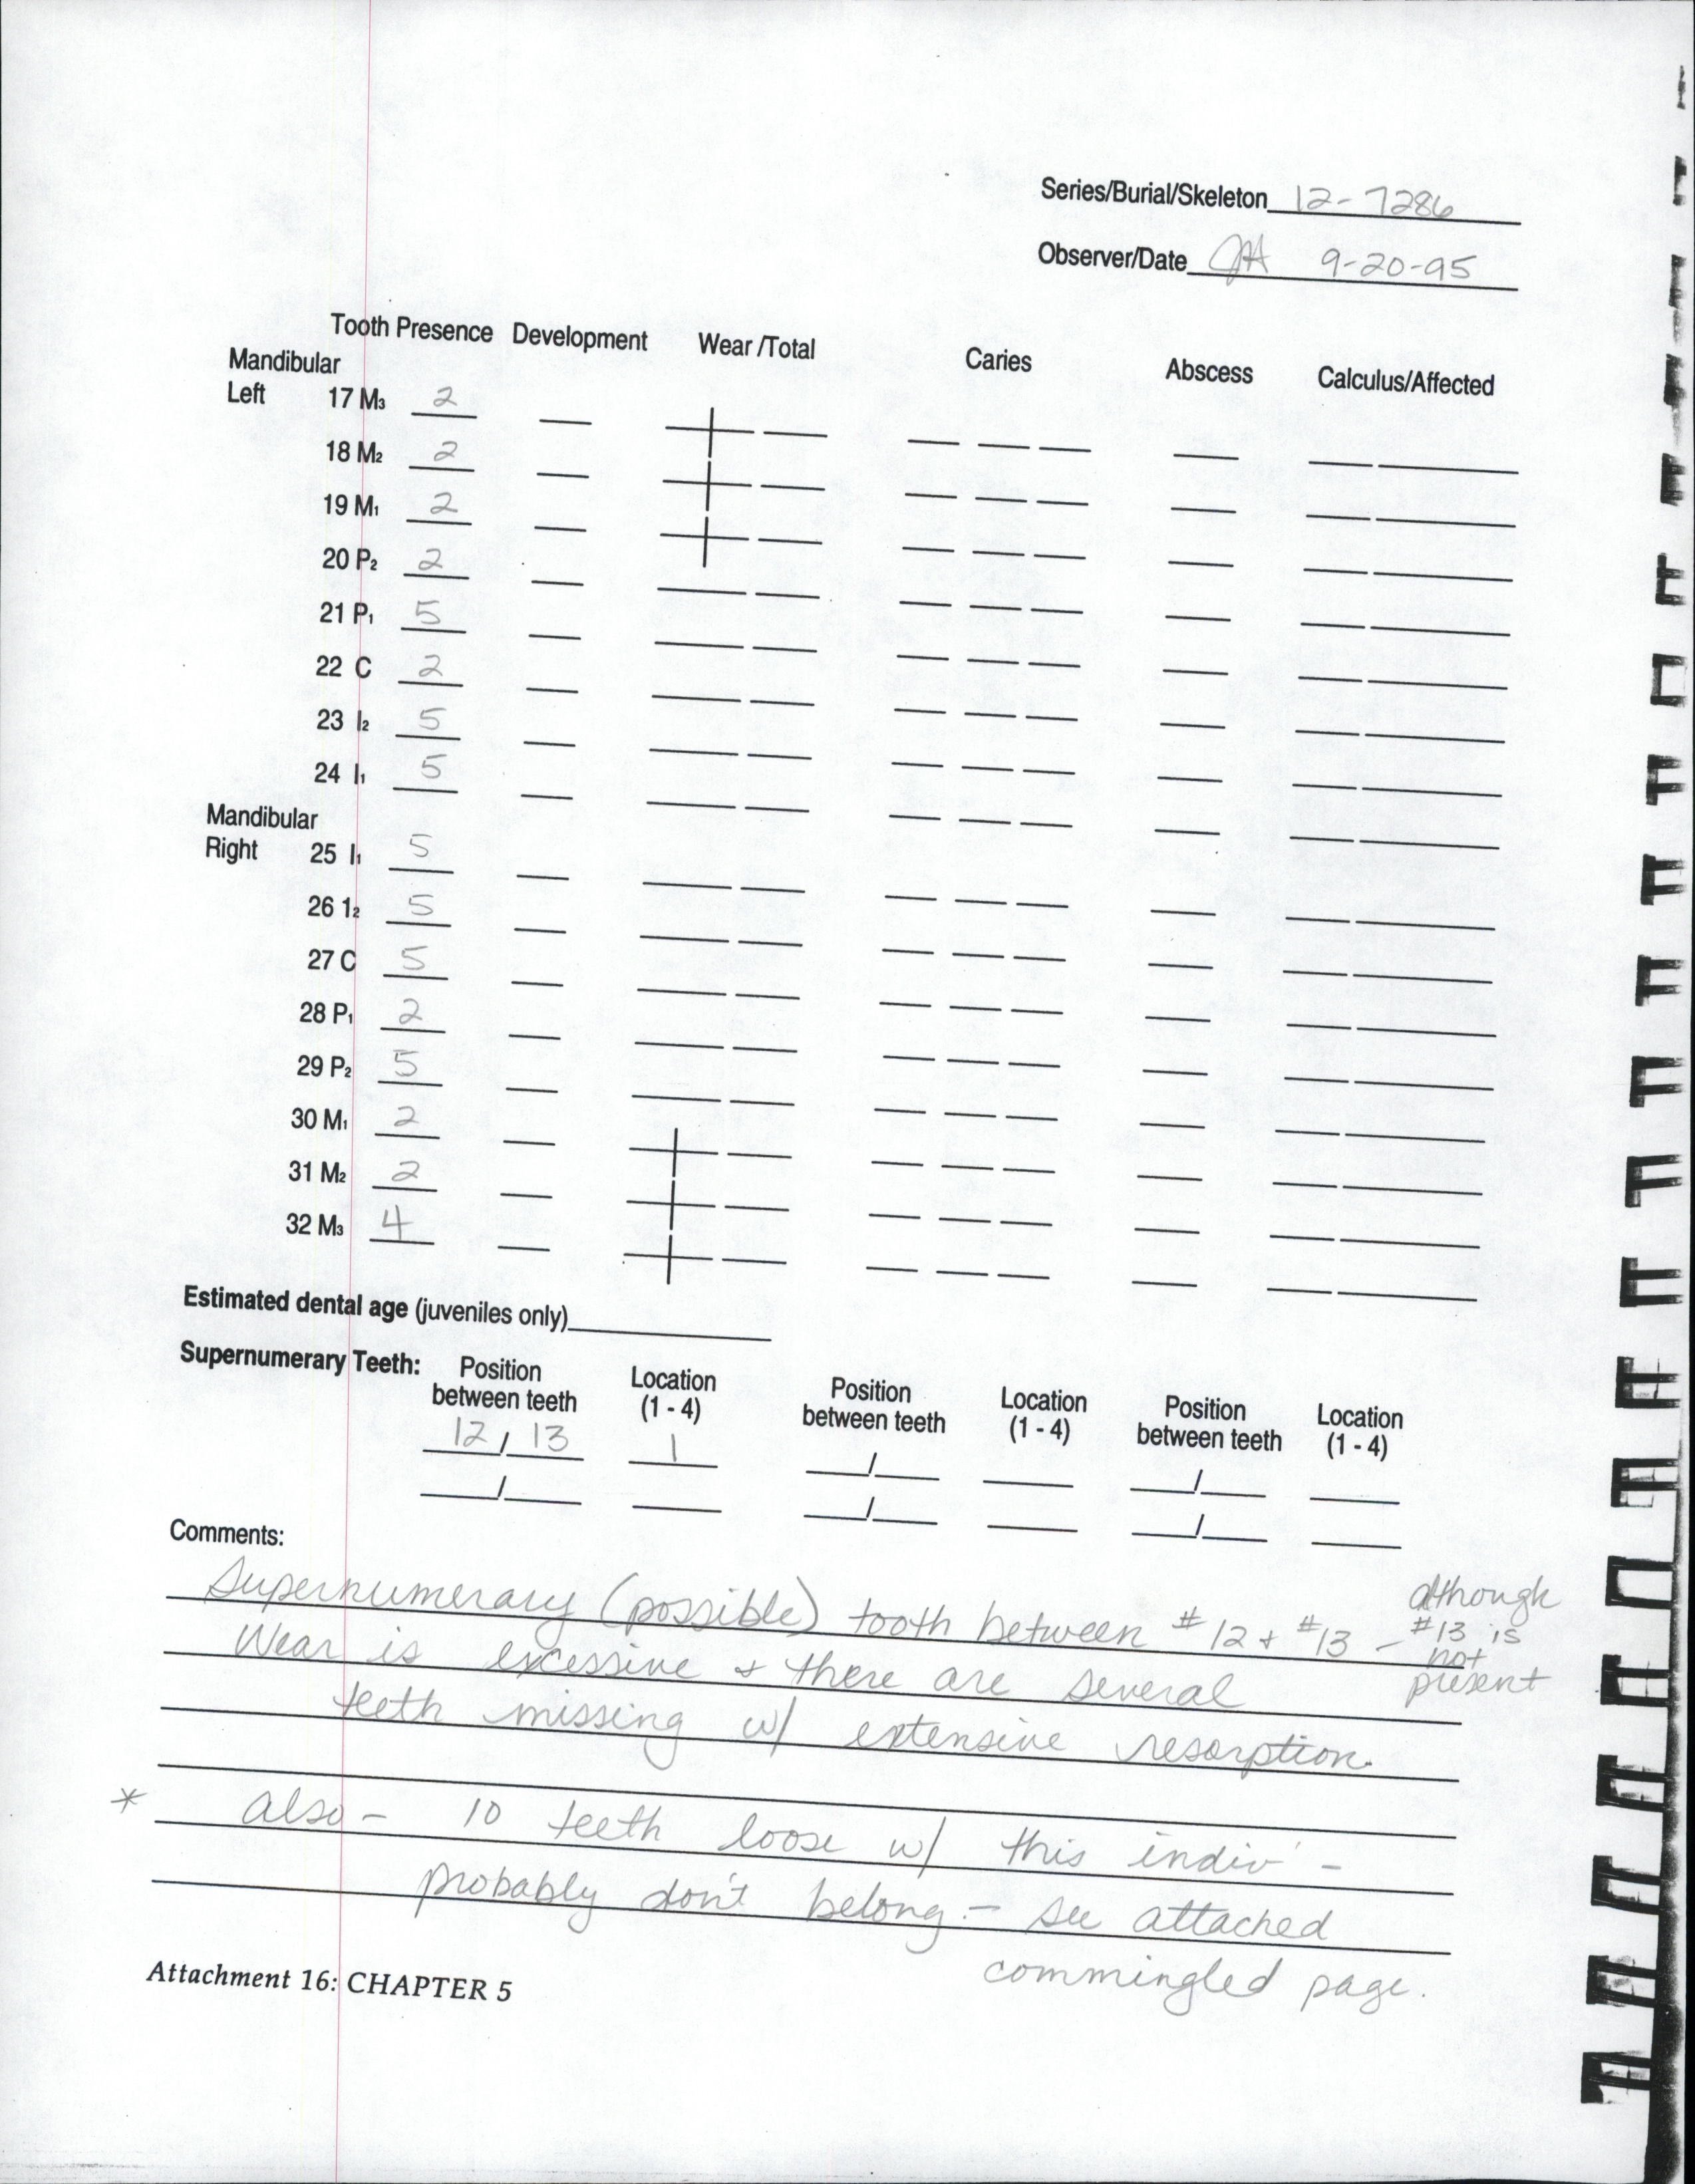 Series/Burial/Skeleton 12-7286
Observer/Date JA 9-20-95
Tooth Presence Development Wear /Total Caries Abscess Calculus/Affected
Mandibular
Left 17 M3 2
18 M2 2
19 M1 2
20 P2 2
21 P1 5
22 C 2
23 I2 5
24 I1 5
Mandibular
Right 25 I1 5
26 12 5
27 C 5
28 P1 2
29 P2 5
30 M1 2
31 M2 2
32 M3 4
Estimated dental age (juveniles only)
Supernumerary Teeth: Position Location Position Location Position Location
between teeth (1 - 4) between teeth (1 - 4) between teeth (1 - 4)
12 / 13 1 / /
/ / /
Comments:
Supernumerary (possible) tooth between #12 + #13 - although
#13 is
not
present
Wear is excessive + there are several
teeth missing w/ extensive resorption.
* also - 10 teeth loose w/ this indiv' -
probably don't belong - see attached
commingled page.
Attachment 16: CHAPTER 5